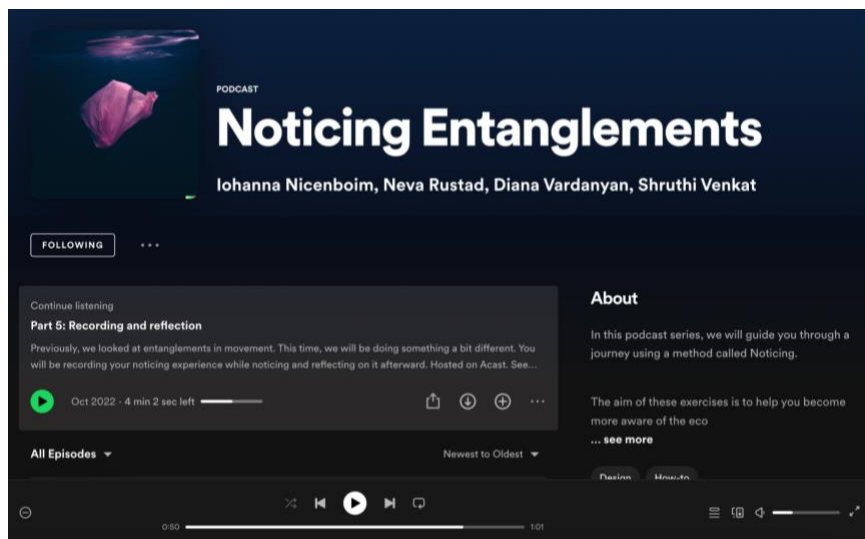 PODCAST
Noticing Entanglements
Iohanna Nicenboim, Neva Rustad, Diana Vardanyan, Shruthi Venkat
FOLLOWING
Continue listening
Part 5: Recording and reflection
Previously, we looked at entanglements in movement. This time, we will be doing something a bit different. You
will be recording your noticing experience while noticing and reflecting on it afterward. Hosted on Acast. See...
Oct 2022 - 4 min 2 sec left
All Episodes
Newest to Oldest
About
In this podcast series, we will guide you through a
journey using a method called Noticing.
The aim of these exercises is to help you become
more aware of the eco
... see more
Design
How-to
0:50
1:01